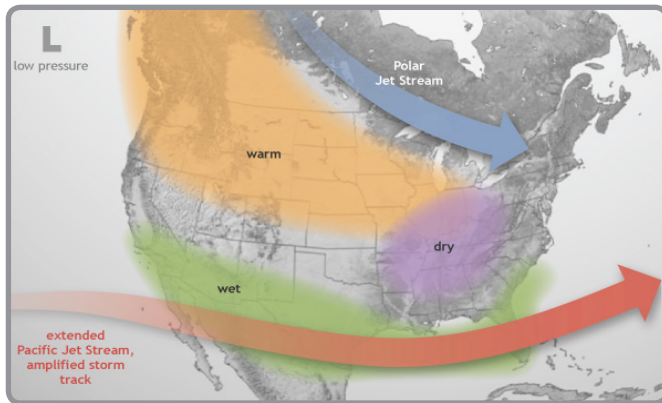 L
low pressure
Polar
Jet Stream
warm
dry
wet
extended
Pacific Jet Stream,
amplified storm
track